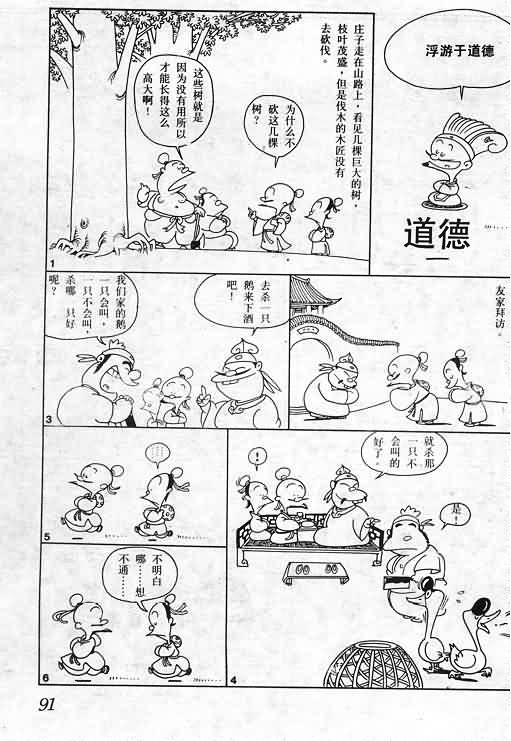 浮游于道德
道德
庄子走在山路上，看见几棵巨大的树，
枝叶茂盛，但是伐木的木匠没有
去砍伐。
为什么不
砍这几棵
树？
这些树就是
因为没有用所以
才能长得这么
高大啊！
1
友家拜访。
去杀一只
鹅来下酒
吧！
我们家的鹅
一只会叫，
一只不会叫，
杀哪 只好
呢？
3
就杀那
一只不
会叫的
好了。
是！
！
4
………
5
不明白
哪……想
不通……
6
91